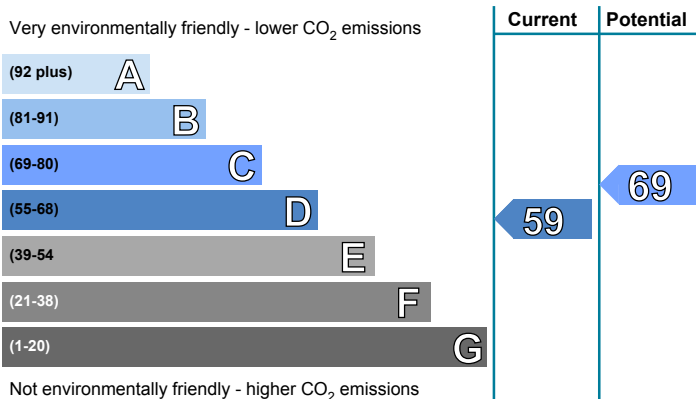 Very environmentally friendly - lower CO2 emissions
Current
Potential
(92 plus) A
(81-91) B
(69-80) C
(55-68) D
(39-54 E
(21-38) F
(1-20) G
59
69
Not environmentally friendly - higher CO2 emissions